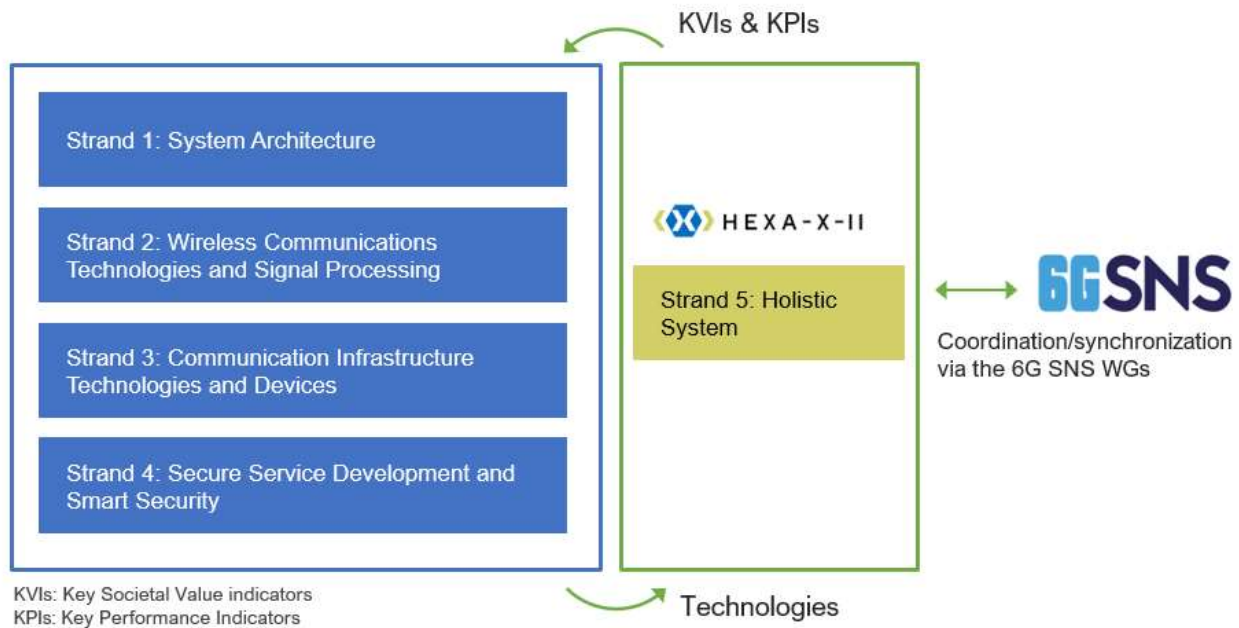 KVIs & KPIs
Strand 1: System Architecture
Strand 2: Wireless Communications
Technologies and Signal Processing
Strand 3: Communication Infrastructure
Technologies and Devices
Strand 4: Secure Service Development and
Smart Security
HEXA-X-II
Strand 5: Holistic
System
6GSNS
Coordination/synchronization
via the 6G SNS WGs
KVIs: Key Societal Value indicators
KPIs: Key Performance Indicators
Technologies